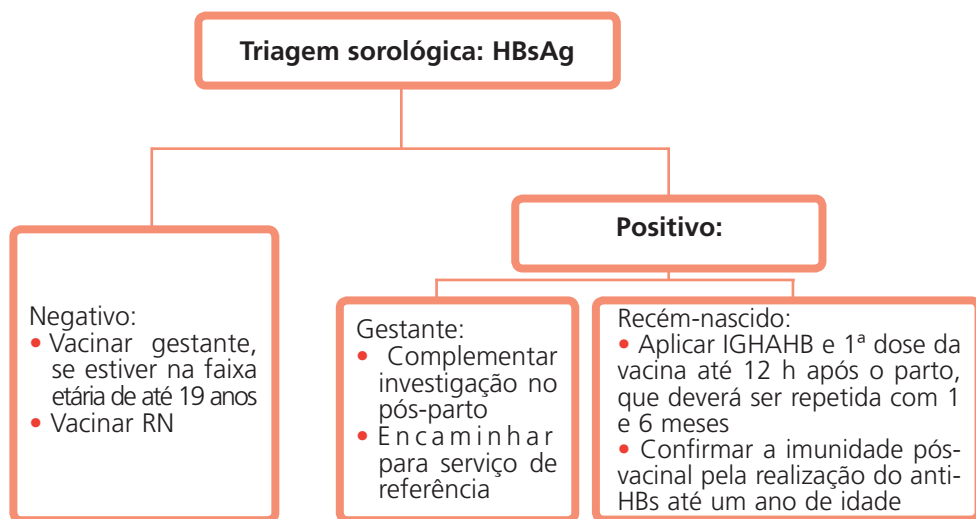 Triagem sorológica: HBsAg
Positivo:
Negativo:
• Vacinar gestante,
se estiver na faixa
etária de até 19 anos
• Vacinar RN
Gestante:
• Complementar
investigação no
pós-parto
• Encaminhar
para serviço de
referência
Recém-nascido:
• Aplicar IGHAHB e 1ª dose da
vacina até 12 h após o parto,
que deverá ser repetida com 1
e 6 meses
• Confirmar a imunidade pós-
vacinal pela realização do anti-
HBs até um ano de idade